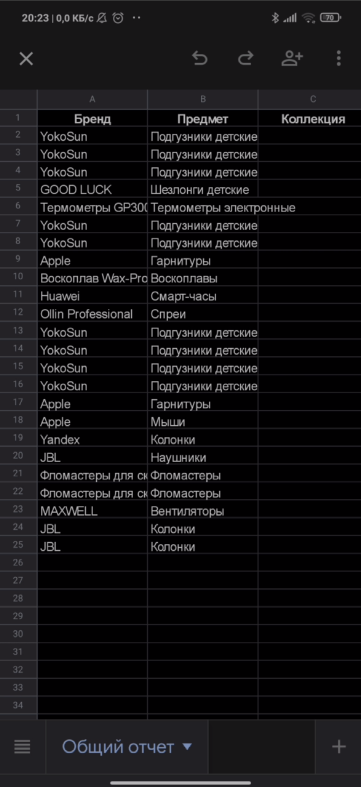 20:23 | 0,0 КБ/с 70
A B C
1 Бренд Предмет Коллекция
2 YokoSun Подгузники детские
3 YokoSun Подгузники детские
4 YokoSun Подгузники детские
5 GOOD LUCK Шезлонги детские
6 Термометры GP300 Термометры электронные
7 YokoSun Подгузники детские
8 YokoSun Подгузники детские
9 Apple Гарнитуры
10 Воскоплав Wax-Pro Воскоплавы
11 Huawei Смарт-часы
12 Ollin Professional Спреи
13 YokoSun Подгузники детские
14 YokoSun Подгузники детские
15 YokoSun Подгузники детские
16 YokoSun Подгузники детские
17 Apple Гарнитуры
18 Apple Мыши
19 Yandex Колонки
20 JBL Наушники
21 Фломастеры для ск Фломастеры
22 Фломастеры для ск Фломастеры
23 MAXWELL Вентиляторы
24 JBL Колонки
25 JBL Колонки
26
27
28
29
30
31
32
33
34
Общий отчет